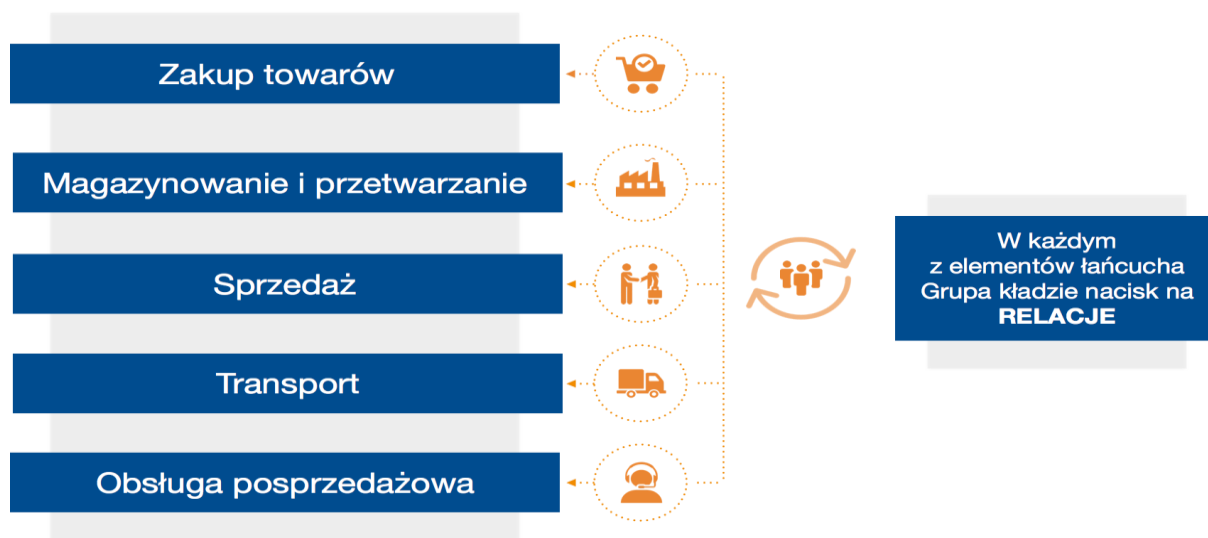 Zakup towarów
Magazynowanie i przetwarzanie
Sprzedaż
Transport
Obsługa posprzedażowa
W każdym
z elementów łańcucha
Grupa kładzie nacisk na
RELACJE